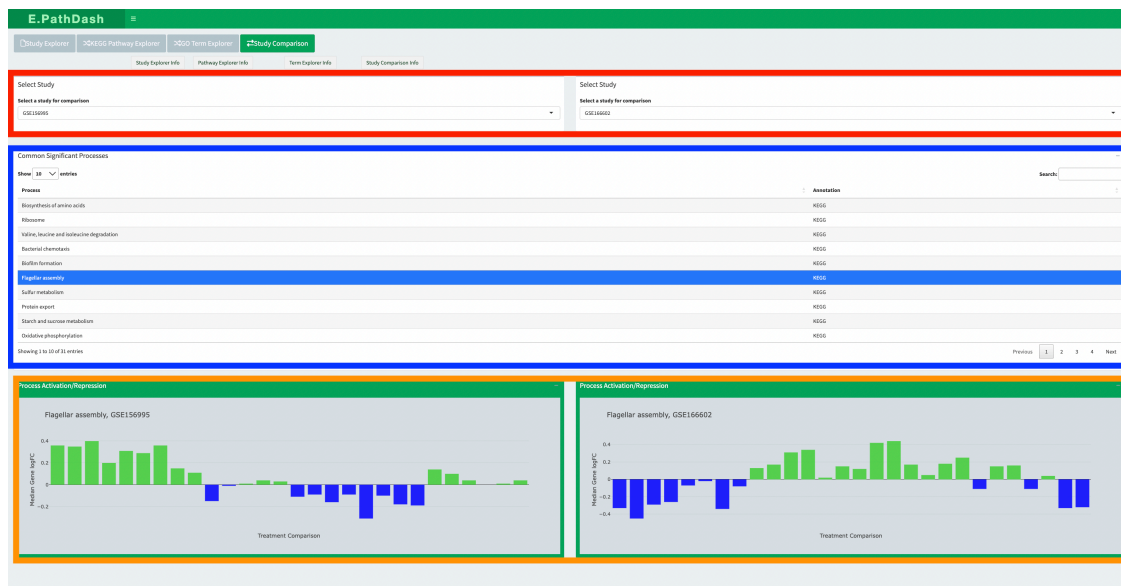 E.PathDash
Study Explorer KEGG Pathway Explorer GO Term Explorer Study Comparison
Study Explorer Info Pathway Explorer Info Term Explorer Info Study Comparison Info
Select Study Select Study
Select a study for comparison Select a study for comparison
GSE156995 GSE166602
Common Significant Processes
Show 10 entries Search:
Process Annotation
Biosynthesis of amino acids KEGG
Ribosome KEGG
Valine, leucine and isoleucine degradation KEGG
Bacterial chemotaxis KEGG
Biofilm formation KEGG
Flagellar assembly KEGG
Sulfur metabolism KEGG
Protein export KEGG
Starch and sucrose metabolism KEGG
Oxidative phosphorylation KEGG
Showing 1 to 10 of 31 entries Previous 1 2 3 4 Next
Process Activation/Repression Process Activation/Repression
Flagellar assembly, GSE156995 Flagellar assembly, GSE166602
Median Gene logFC
0.4
0.2
0
−0.2
Treatment Comparison
Median Gene logFC
0.4
0.2
0
−0.2
−0.4
Treatment Comparison